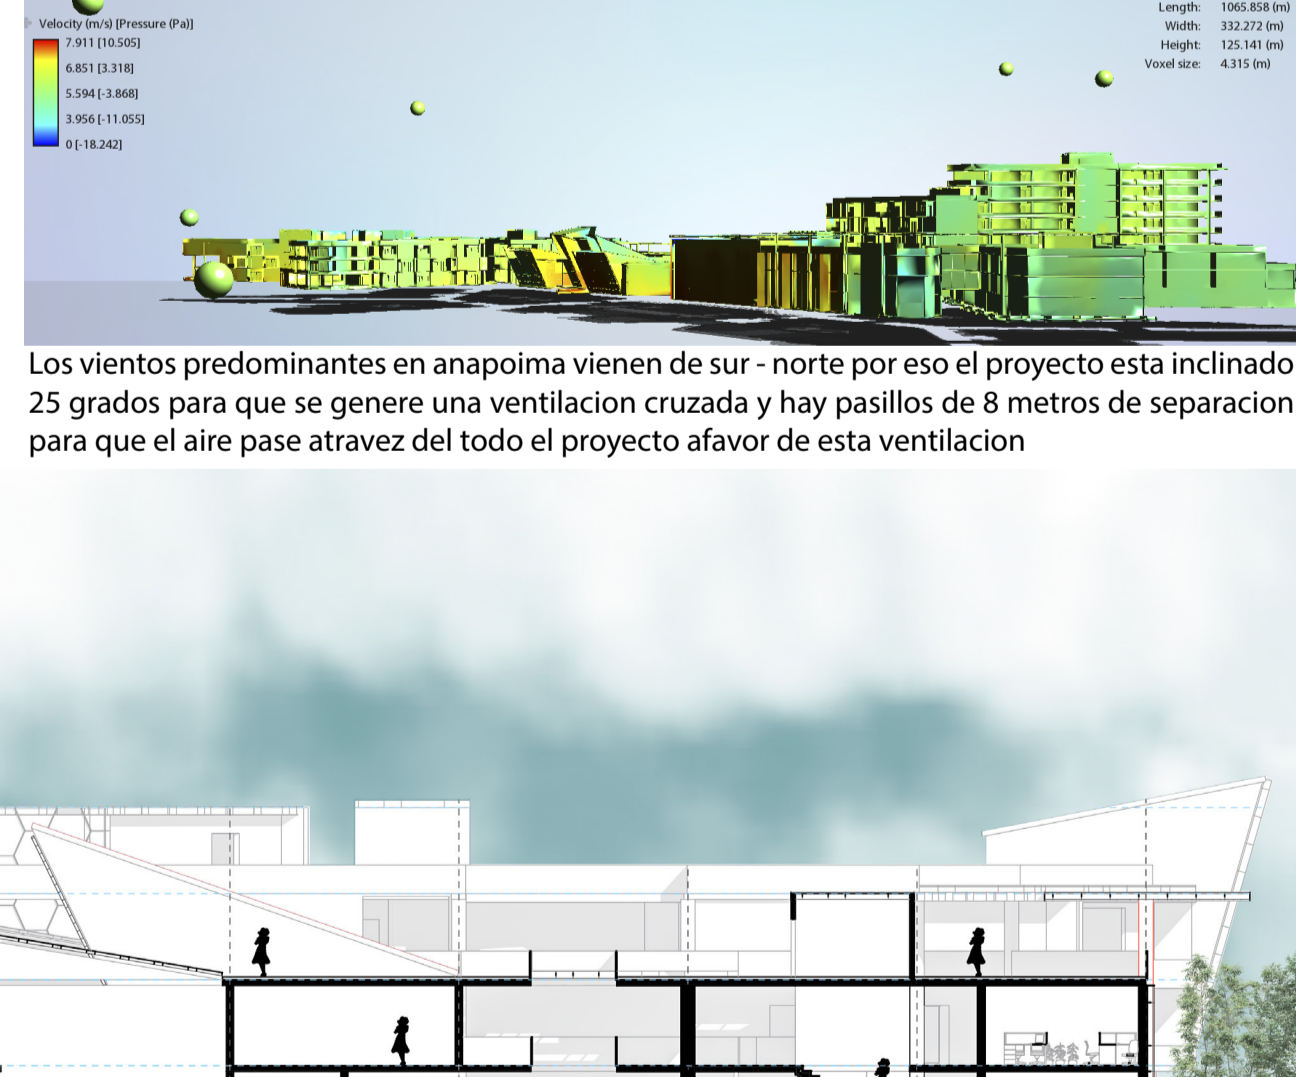 Velocity (m/s) [Pressure (Pa)]
7.911 [10.505]
6.851 [3.318]
5.594 [-3.868]
3.956 [-11.055]
0 [-18.242]
Length: 1065.858 (m)
Width: 332.272 (m)
Height: 125.141 (m)
Voxel size: 4.315 (m)
Los vientos predominantes en anapoima vienen de sur - norte por eso el proyecto esta inclinado
25 grados para que se genere una ventilacion cruzada y hay pasillos de 8 metros de separacion
para que el aire pase atravez del todo el proyecto afavor de esta ventilacion